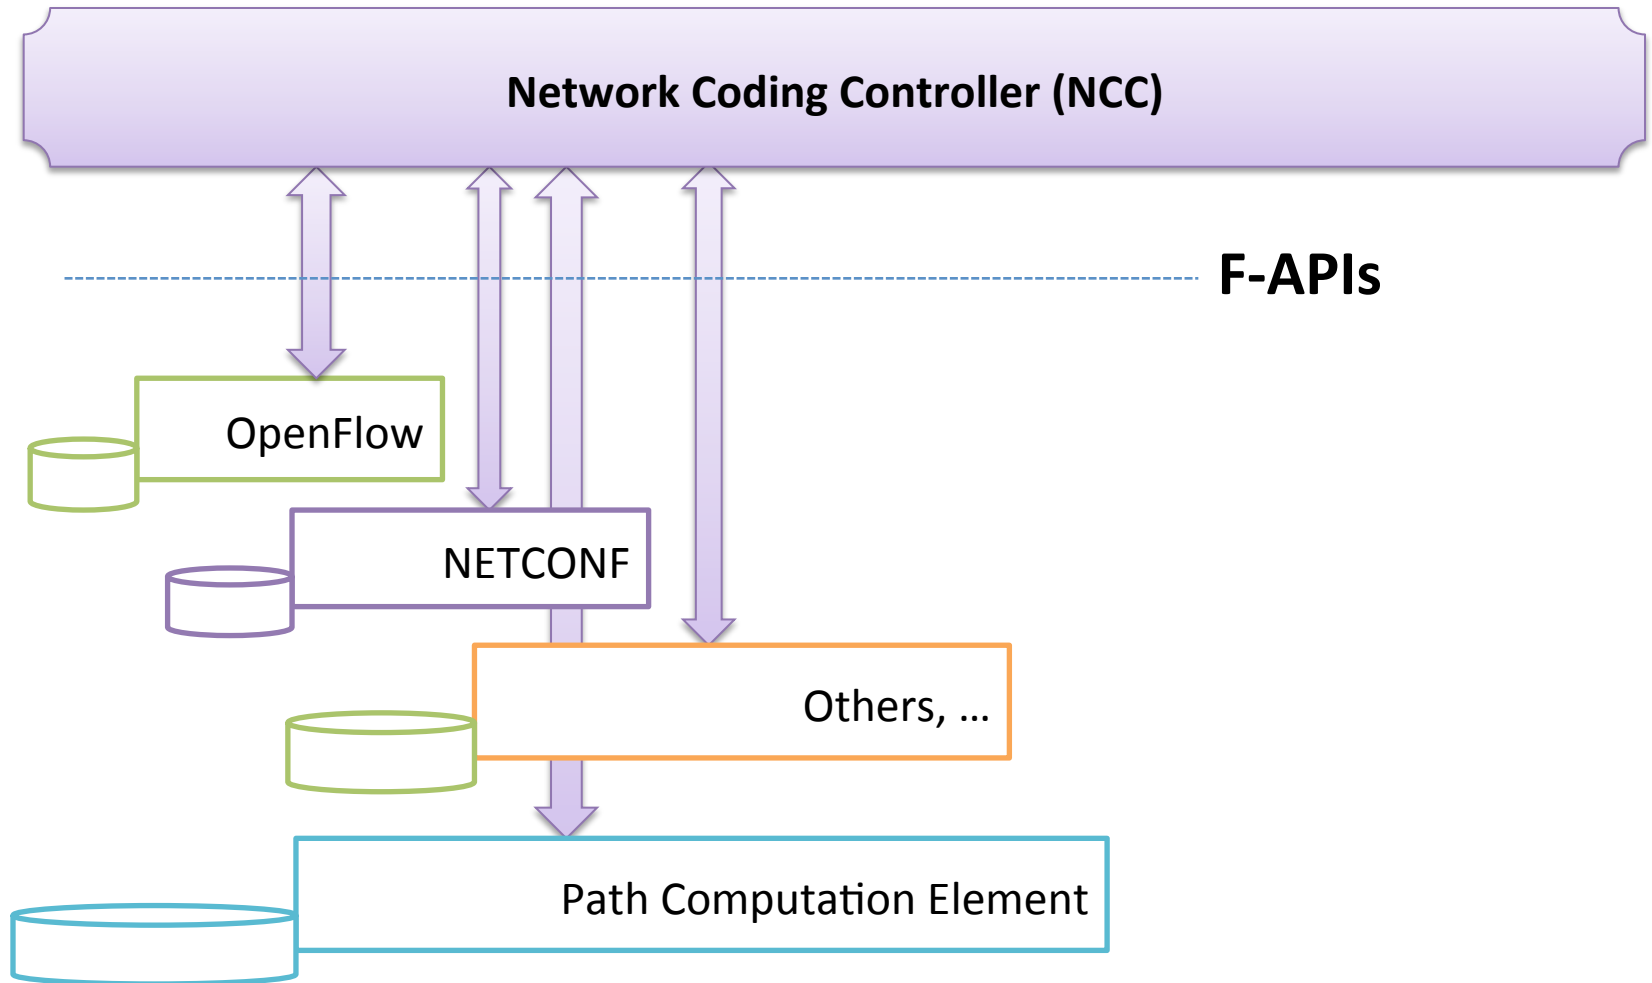 Network Coding Controller (NCC)
F-APIs
OpenFlow
NETCONF
Others, ...
Path Computation Element